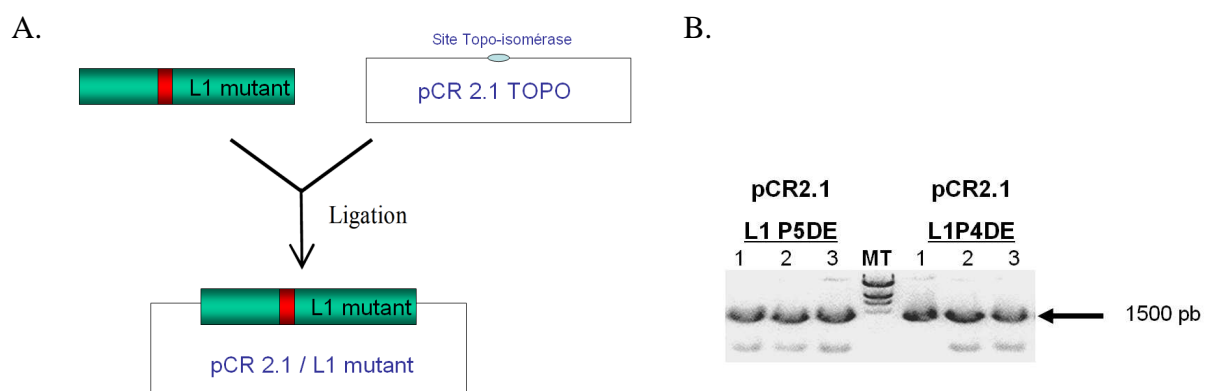 A.
Site Topo-isomérase
L1 mutant
pCR 2.1 TOPO
Ligation
L1 mutant
pCR 2.1 / L1 mutant
B.
pCR2.1 pCR2.1
L1 P5DE L1P4DE
1 2 3 MT 1 2 3
1500 pb